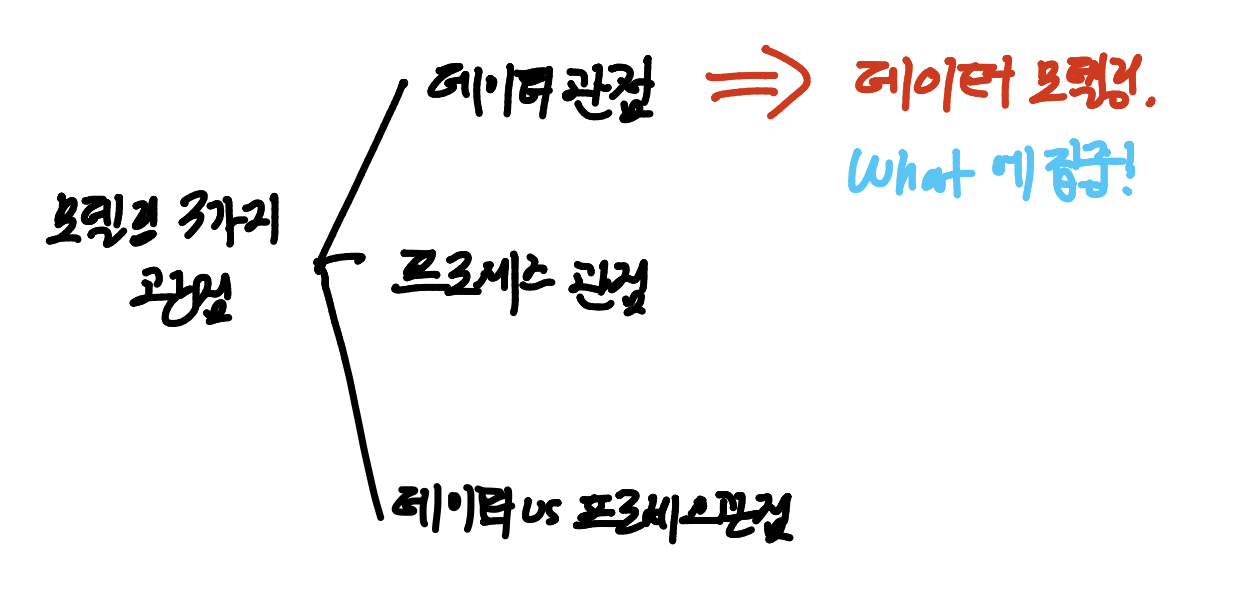 모델의 3가지
관점
데이터 관점 ⇒ 데이터 모델링.
What 에 집중!
프로세스 관점
데이터 vs 프로세스 관점